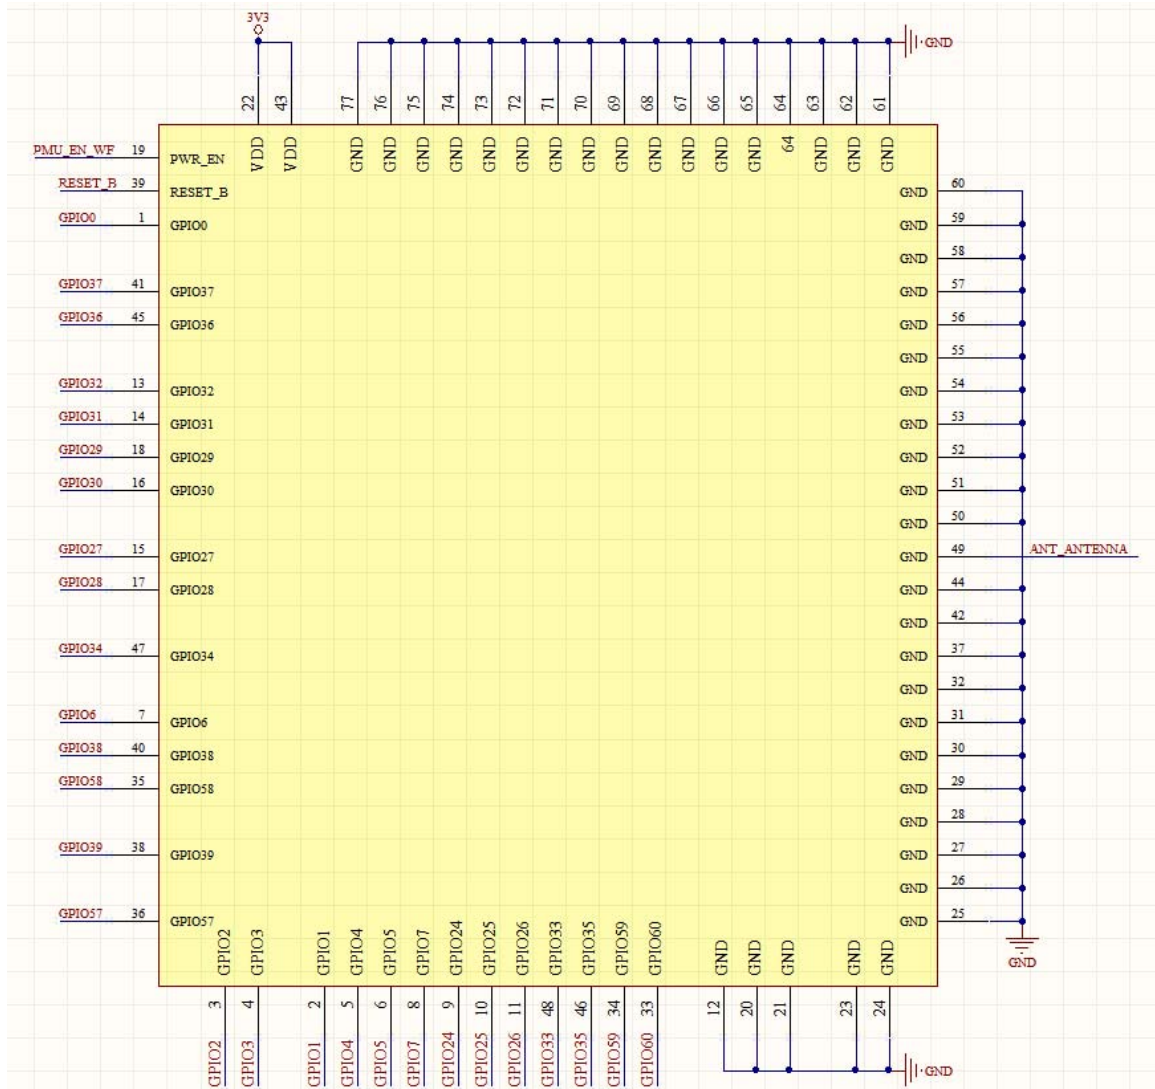 3V3
GND
22 43 77 76 75 74 73 72 71 70 69 68 67 66 65 64 63 62 61
VDD VDD GND GND GND GND GND GND GND GND GND GND GND GND GND 64 GND GND GND
PMU_EN_WF 19 PWR_EN
RESET_B 39 RESET_B GND 60
GPIO0 1 GPIO0 GND 59
GND 58
GPIO37 41 GPIO37 GND 57
GPIO36 45 GPIO36 GND 56
GND 55
GPIO32 13 GPIO32 GND 54
GPIO31 14 GPIO31 GND 53
GPIO29 18 GPIO29 GND 52
GPIO30 16 GPIO30 GND 51
GND 50
GPIO27 15 GPIO27 GND 49 ANT_ANTENNA
GPIO28 17 GPIO28 GND 44
GND 42
GPIO34 47 GPIO34 GND 37
GND 32
GPIO6 7 GPIO6 GND 31
GPIO38 40 GPIO38 GND 30
GPIO58 35 GPIO58 GND 29
GND 28
GPIO39 38 GPIO39 GND 27
GND 26
GPIO57 36 GPIO57 GND 25
GPIO2 GPIO3 GPIO1 GPIO4 GPIO5 GPIO7 GPIO24 GPIO25 GPIO26 GPIO33 GPIO35 GPIO59 GPIO60 GND GND GND GND GND
GND
3 4 2 5 6 8 9 10 11 48 46 34 33 12 20 21 23 24
GPIO2 GPIO3 GPIO1 GPIO4 GPIO5 GPIO7 GPIO24 GPIO25 GPIO26 GPIO33 GPIO35 GPIO59 GPIO60 GND